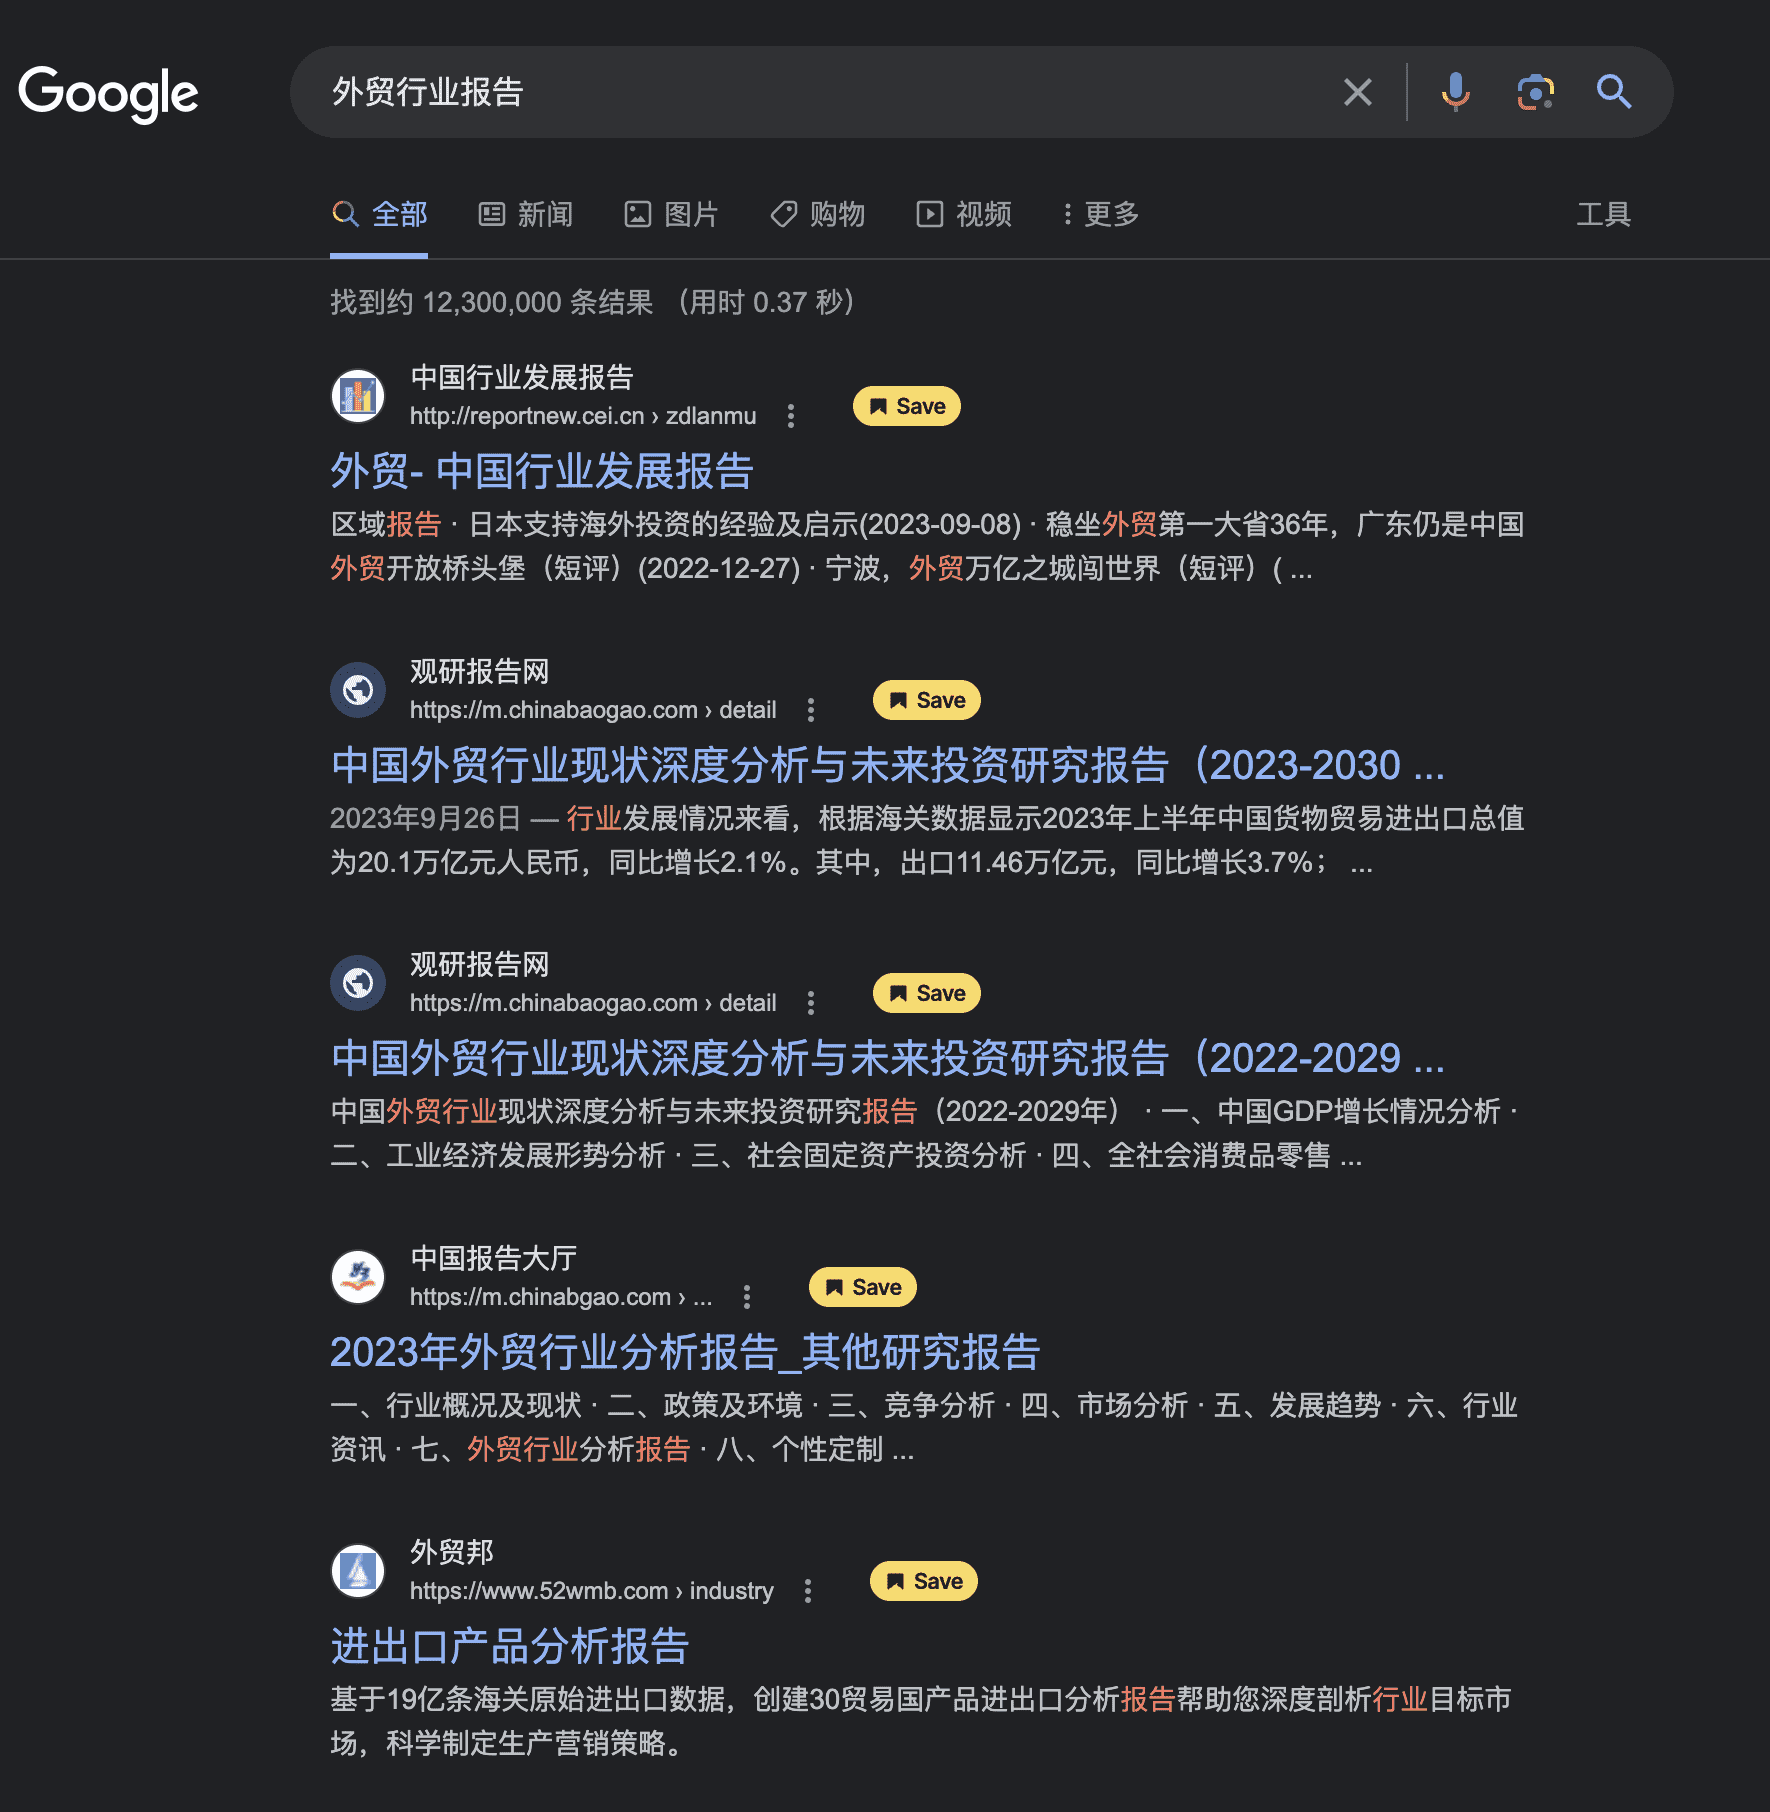 Google
外贸行业报告
全部 新闻 图片 购物 视频 更多 工具
找到约 12,300,000 条结果 （用时 0.37 秒）
中国行业发展报告
http://reportnew.cei.cn › zdlanmu
Save
外贸- 中国行业发展报告
区域报告 · 日本支持海外投资的经验及启示(2023-09-08) · 稳坐外贸第一大省36年，广东仍是中国
外贸开放桥头堡（短评）(2022-12-27) · 宁波，外贸万亿之城闯世界（短评）( ...
观研报告网
https://m.chinabaogao.com › detail
Save
中国外贸行业现状深度分析与未来投资研究报告（2023-2030 ...
2023年9月26日 — 行业发展情况来看，根据海关数据显示2023年上半年中国货物贸易进出口总值
为20.1万亿元人民币，同比增长2.1%。其中，出口11.46万亿元，同比增长3.7%； ...
观研报告网
https://m.chinabaogao.com › detail
Save
中国外贸行业现状深度分析与未来投资研究报告（2022-2029 ...
中国外贸行业现状深度分析与未来投资研究报告（2022-2029年） · 一、中国GDP增长情况分析 ·
二、工业经济发展形势分析 · 三、社会固定资产投资分析 · 四、全社会消费品零售 ...
中国报告大厅
https://m.chinabgao.com › ...
Save
2023年外贸行业分析报告_其他研究报告
一、行业概况及现状 · 二、政策及环境 · 三、竞争分析 · 四、市场分析 · 五、发展趋势 · 六、行业
资讯 · 七、外贸行业分析报告 · 八、个性定制 ...
外贸邦
https://www.52wmb.com › industry
Save
进出口产品分析报告
基于19亿条海关原始进出口数据，创建30贸易国产品进出口分析报告帮助您深度剖析行业目标市
场，科学制定生产营销策略。